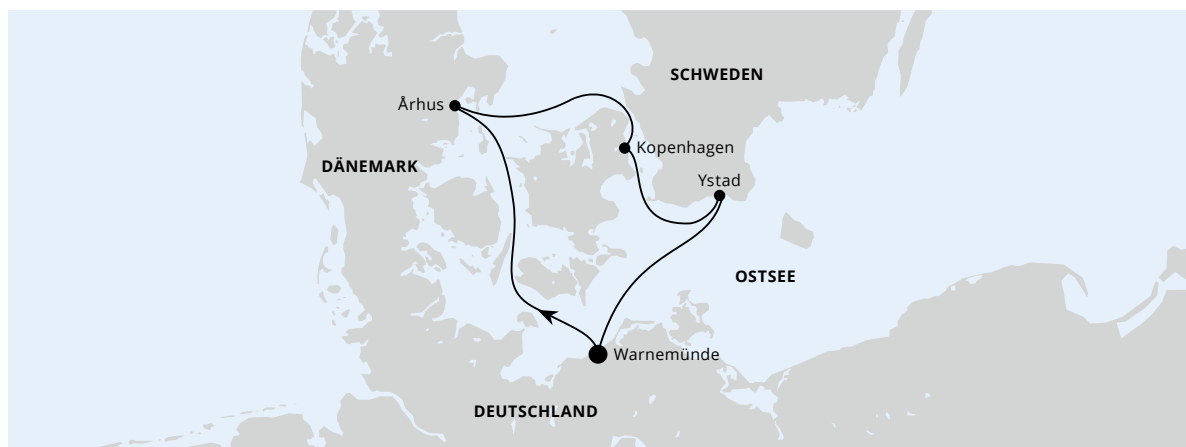 SCHWEDEN
Århus
Kopenhagen
DÄNEMARK
Ystad
OSTSEE
Warnemünde
DEUTSCHLAND